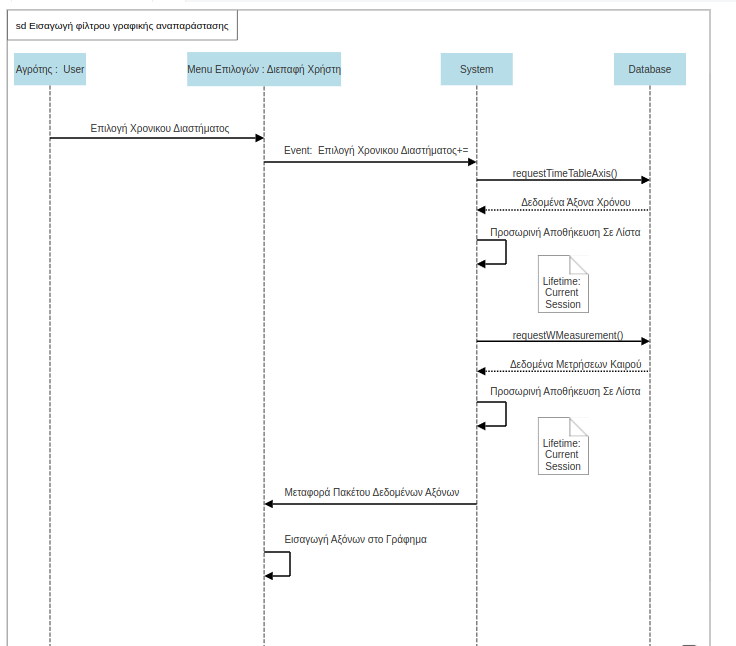 sd Εισαγωγή φίλτρου γραφικής αναπαράστασης
Αγρότης : User
Menu Επιλογών : Διεπαφή Χρήστη
System
Database
Επιλογή Χρονικου Διαστήματος
Event: Επιλογή Χρονικου Διαστήματος+=
requestTimeTableAxis()
Δεδομένα Άξονα Χρόνου
Προσωρινή Αποθήκευση Σε Λίστα
Lifetime:
Current
Session
requestWMeasurement()
Δεδομένα Μετρήσεων Καιρού
Προσωρινή Αποθήκευση Σε Λίστα
Lifetime:
Current
Session
Μεταφορά Πακέτου Δεδομένων Αξόνων
Εισαγωγή Αξόνων στο Γράφημα